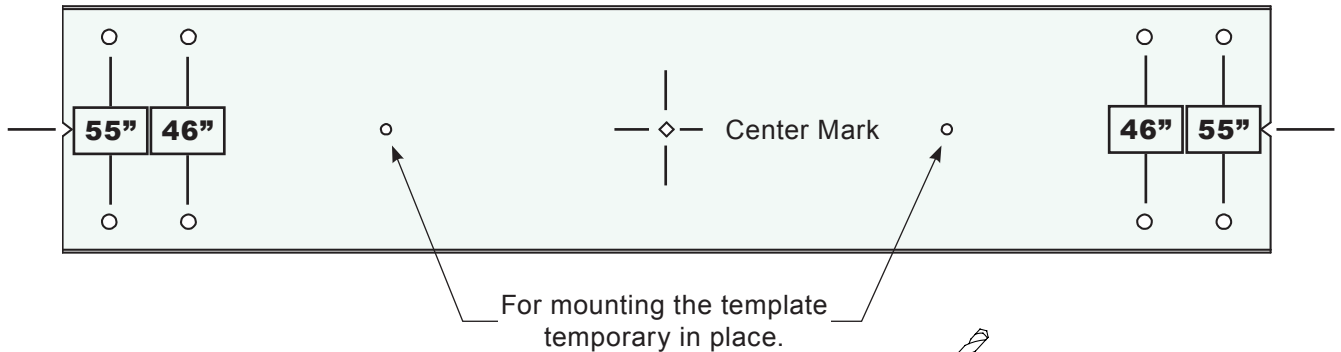 55” 46” Center Mark 46” 55”
For mounting the template
temporary in place.